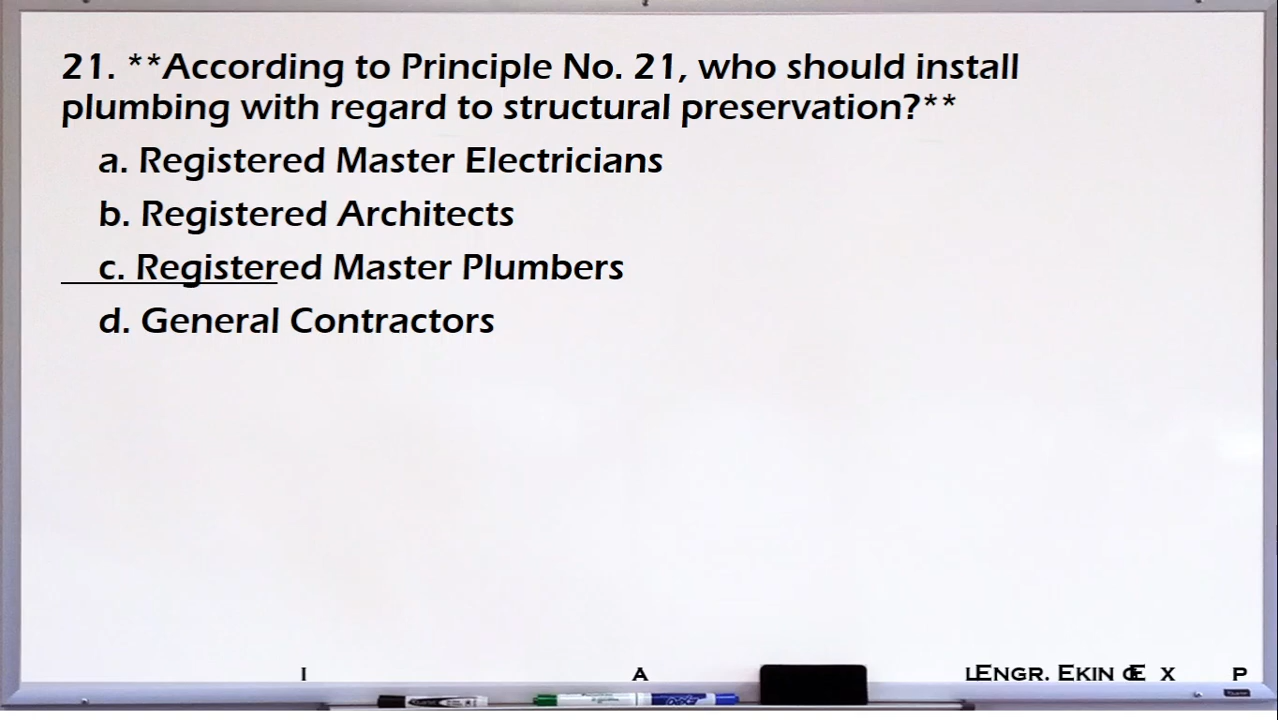 21. **According to Principle No. 21, who should install
plumbing with regard to structural preservation?**
a. Registered Master Electricians
b. Registered Architects
c. Registered Master Plumbers
d. General Contractors
I A LENGR. EKIN X P